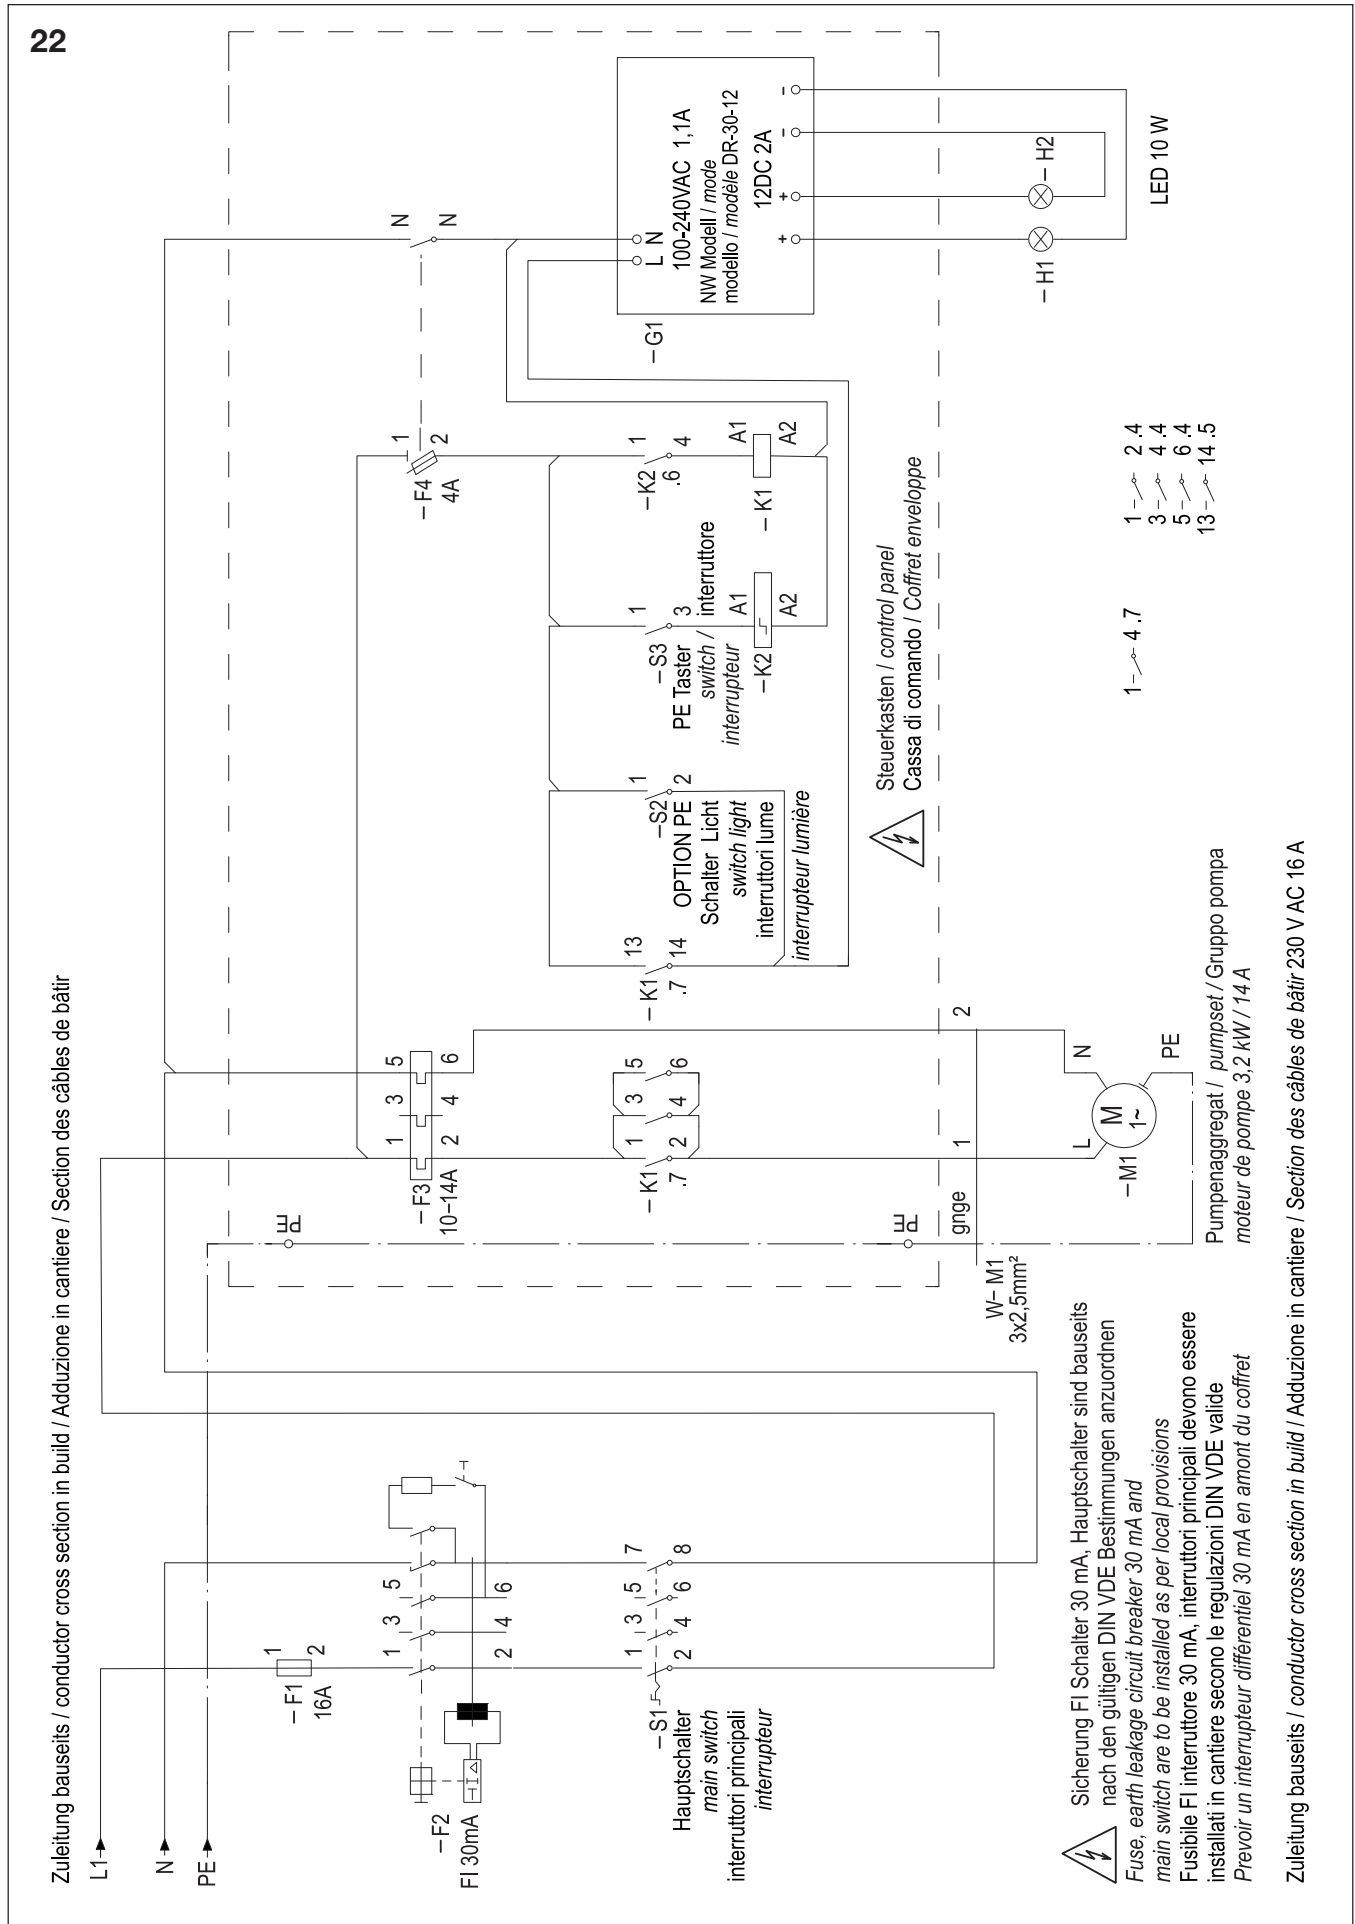 22
Zuleitung bauseits / conductor cross section in build / Adduzione in cantiere / Section des câbles de bâtir
L1
N
PE
– F1
16A
1
2
1
3
5
2
4
6
– F2
FI 30mA
– S1
Hauptschalter
main switch
interruttori principali
interrupteur
1
3
5
7
2
4
6
8
PE
– F3
10–14A
1
3
5
2
4
6
– K1
.7
1
3
5
2
4
6
– K1
.7
13
14
– S2
1
2
OPTION PE
Schalter Licht
switch light
interruttori lume
interrupteur lumière
– S3
1
3
PE Taster
switch / interruttore
interrupteur
– K2
A1
A2
– F4
4A
1
2
– K2
.6
1
4
– K1
A1
A2
N
N
– G1
L N
100-240VAC 1,1A
NW Modell / mode
modello / modèle DR-30-12
12DC 2A
+ + – –
– H1
– H2
LED 10 W
PE
gnge
1
2
W– M1
3x2,5mm²
L
N
PE
M
1~
– M1
Pumpenaggregat / pumpset / Gruppo pompa
moteur de pompe 3,2 kW / 14 A
Steuerkasten / control panel
Cassa di comando / Coffret enveloppe
1 4 .7
1 2 .4
3 4 .4
5 6 .4
13 14 .5
Sicherung FI Schalter 30 mA, Hauptschalter sind bauseits
nach den gültigen DIN VDE Bestimmungen anzuordnen
Fuse, earth leakage circuit breaker 30 mA and
main switch are to be installed as per local provisions
Fusibile FI interruttore 30 mA, interruttori principali devono essere
installati in cantiere secono le regulazioni DIN VDE valide
Prevoir un interrupteur différentiel 30 mA en amont du coffret
Zuleitung bauseits / conductor cross section in build / Adduzione in cantiere / Section des câbles de bâtir 230 V AC 16 A